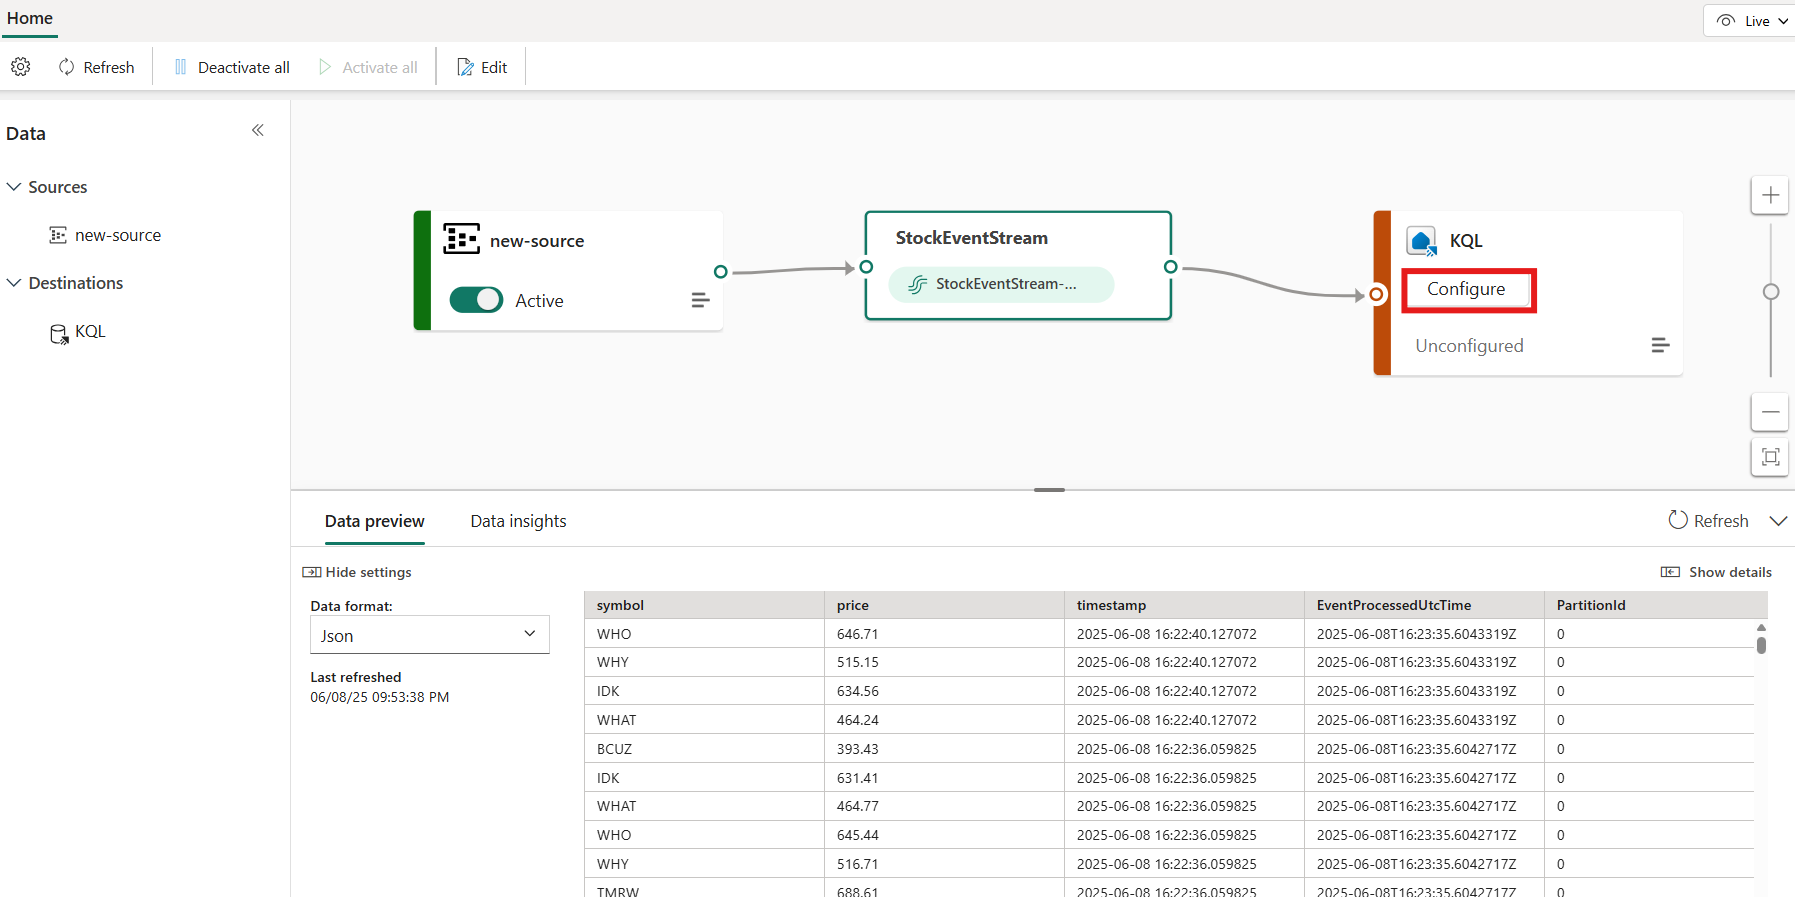 Home
Live
Refresh
Deactivate all
Activate all
Edit
Data
Sources
new-source
Destinations
KQL
new-source
Active
StockEventStream
StockEventStream-...
KQL
Configure
Unconfigured
Data preview
Data insights
Refresh
Hide settings
Show details
Data format:
Json
Last refreshed
06/08/25 09:53:38 PM
symbol price timestamp EventProcessedUtcTime PartitionId
WHO 646.71 2025-06-08 16:22:40.127072 2025-06-08T16:23:35.6043319Z 0
WHY 515.15 2025-06-08 16:22:40.127072 2025-06-08T16:23:35.6043319Z 0
IDK 634.56 2025-06-08 16:22:40.127072 2025-06-08T16:23:35.6043319Z 0
WHAT 464.24 2025-06-08 16:22:40.127072 2025-06-08T16:23:35.6043319Z 0
BCUZ 393.43 2025-06-08 16:22:36.059825 2025-06-08T16:23:35.6042717Z 0
IDK 631.41 2025-06-08 16:22:36.059825 2025-06-08T16:23:35.6042717Z 0
WHAT 464.77 2025-06-08 16:22:36.059825 2025-06-08T16:23:35.6042717Z 0
WHO 645.44 2025-06-08 16:22:36.059825 2025-06-08T16:23:35.6042717Z 0
WHY 516.71 2025-06-08 16:22:36.059825 2025-06-08T16:23:35.6042717Z 0
TMRW 688.61 2025-06-08 16:22:36.059825 2025-06-08T16:23:35.6042717Z 0